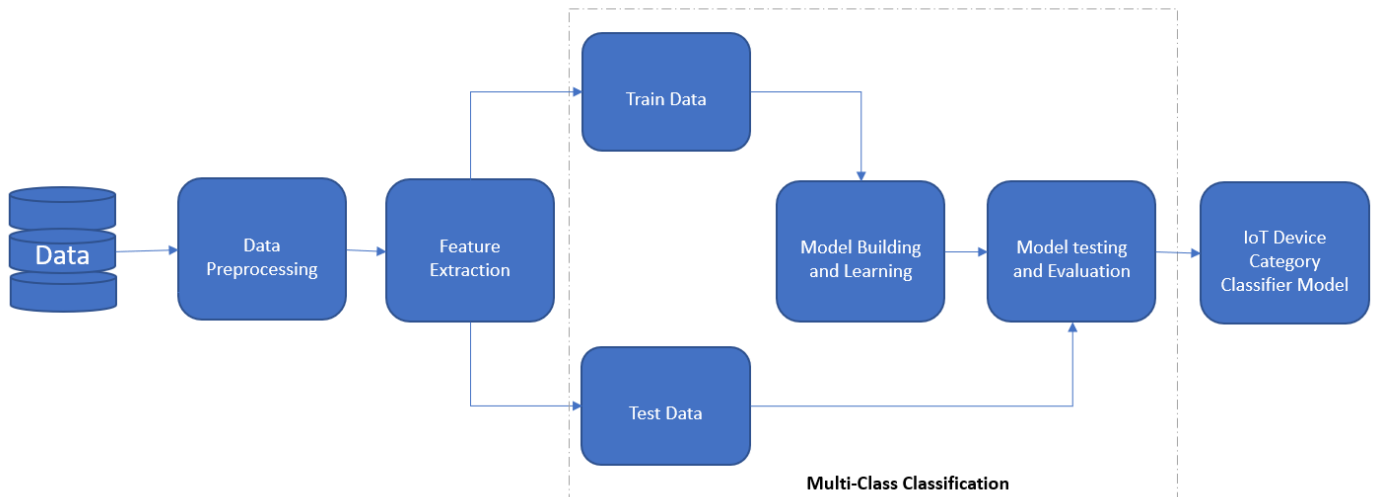 Train Data
Data
Data
Preprocessing
Feature
Extraction
Model Building
and Learning
Model testing
and Evaluation
IoT Device
Category
Classifier Model
Test Data
Multi-Class Classification